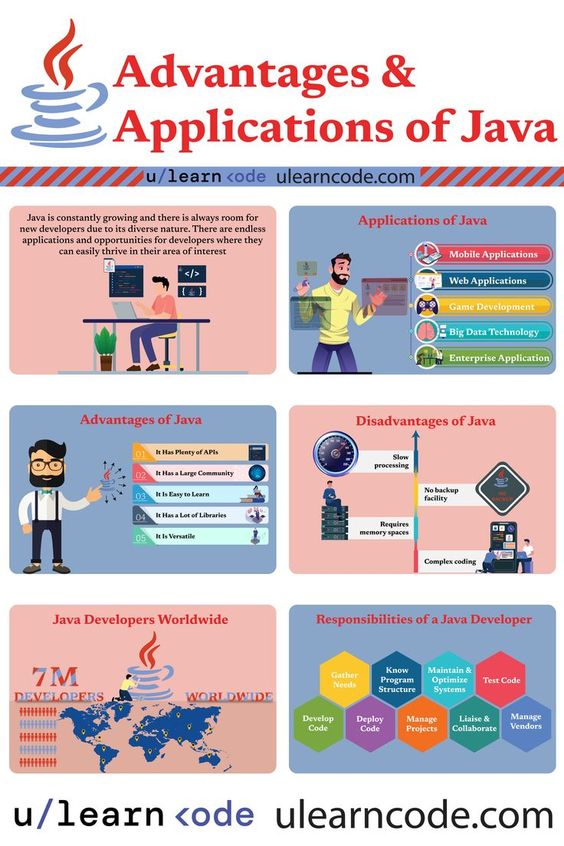 Advantages &
Applications of Java
u/learn <ode ulearncode.com
Java is constantly growing and there is always room for
new developers due to its diverse nature. There are endless
applications and opportunities for developers where they
can easily thrive in their area of interest
</>
{ }
Applications of Java
Mobile Applications
Web Applications
Game Development
Big Data Technology
Enterprise Application
Advantages of Java
01 It Has Plenty of APIs
02 It Has a Large Community
03 It Is Easy to Learn
04 It Has a Lot of Libraries
05 It Is Versatile
Disadvantages of Java
Slow
processing
No backup
facility
NO
BACKUP
Requires
memory spaces
Complex coding
Java Developers Worldwide
7M
DEVELOPERS WORLDWIDE
Responsibilities of a Java Developer
Gather
Needs
Know
Program
Structure
Maintain &
Optimize
Systems
Test Code
Develop
Code
Deploy
Code
Manage
Projects
Liaise &
Collaborate
Manage
Vendors
u/learn <ode ulearncode.com